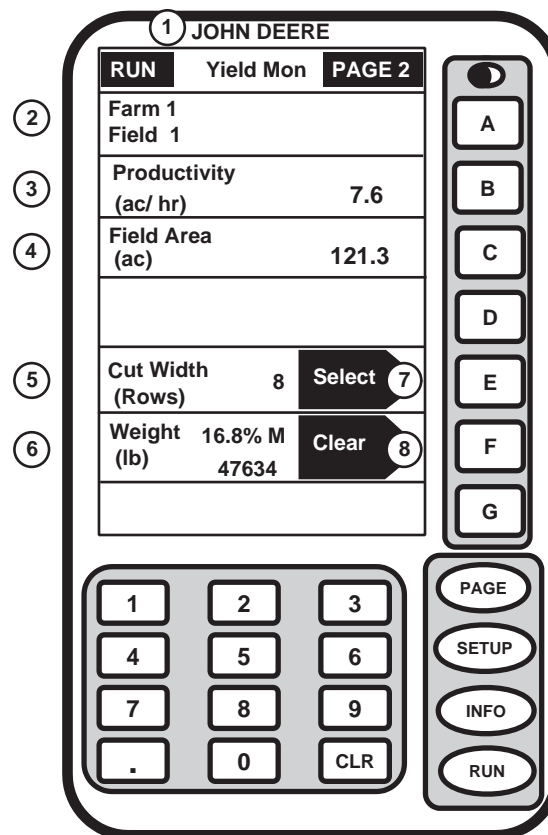 1 JOHN DEERE
RUN Yield Mon PAGE 2
2 Farm 1
Field 1
A
3 Productivity
(ac/ hr) 7.6
B
4 Field Area
(ac) 121.3
C
D
5 Cut Width
(Rows) 8 Select 7
E
6 Weight 16.8% M Clear 8
(lb) 47634
F
G
PAGE
SETUP
INFO
RUN
1 2 3
4 5 6
7 8 9
. 0 CLR